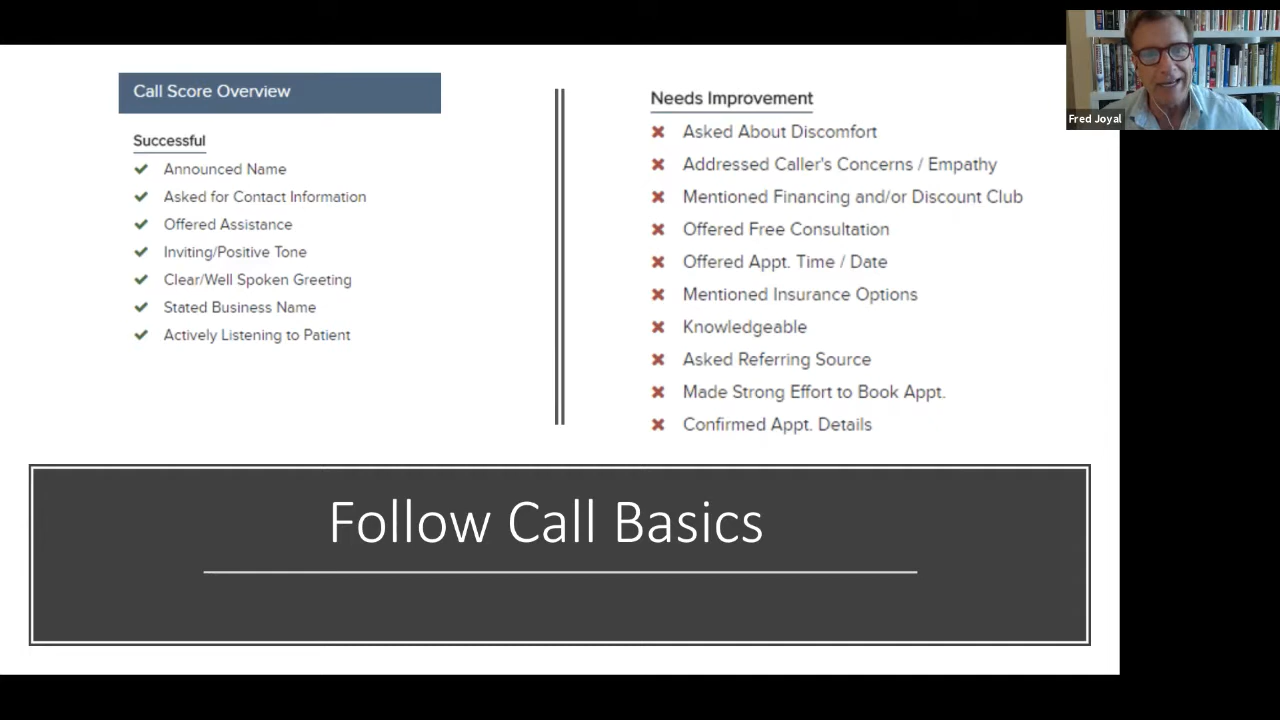 Call Score Overview
Successful
Announced Name
Asked for Contact Information
Offered Assistance
Inviting/Positive Tone
Clear/Well Spoken Greeting
Stated Business Name
Actively Listening to Patient
Needs Improvement
Asked About Discomfort
Addressed Caller's Concerns / Empathy
Mentioned Financing and/or Discount Club
Offered Free Consultation
Offered Appt. Time / Date
Mentioned Insurance Options
Knowledgeable
Asked Referring Source
Made Strong Effort to Book Appt.
Confirmed Appt. Details
Fred Joyal
Follow Call Basics